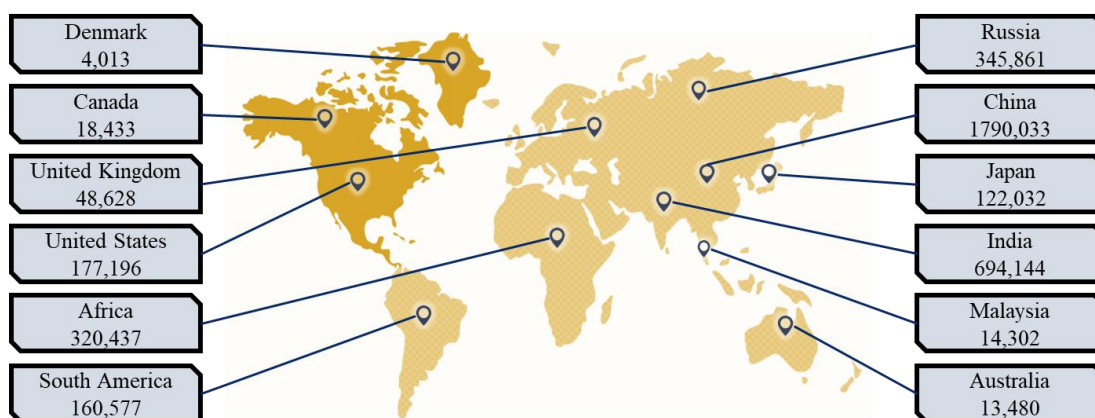 Denmark
4,013
Canada
18,433
United Kingdom
48,628
United States
177,196
Africa
320,437
South America
160,577
Russia
345,861
China
1790,033
Japan
122,032
India
694,144
Malaysia
14,302
Australia
13,480